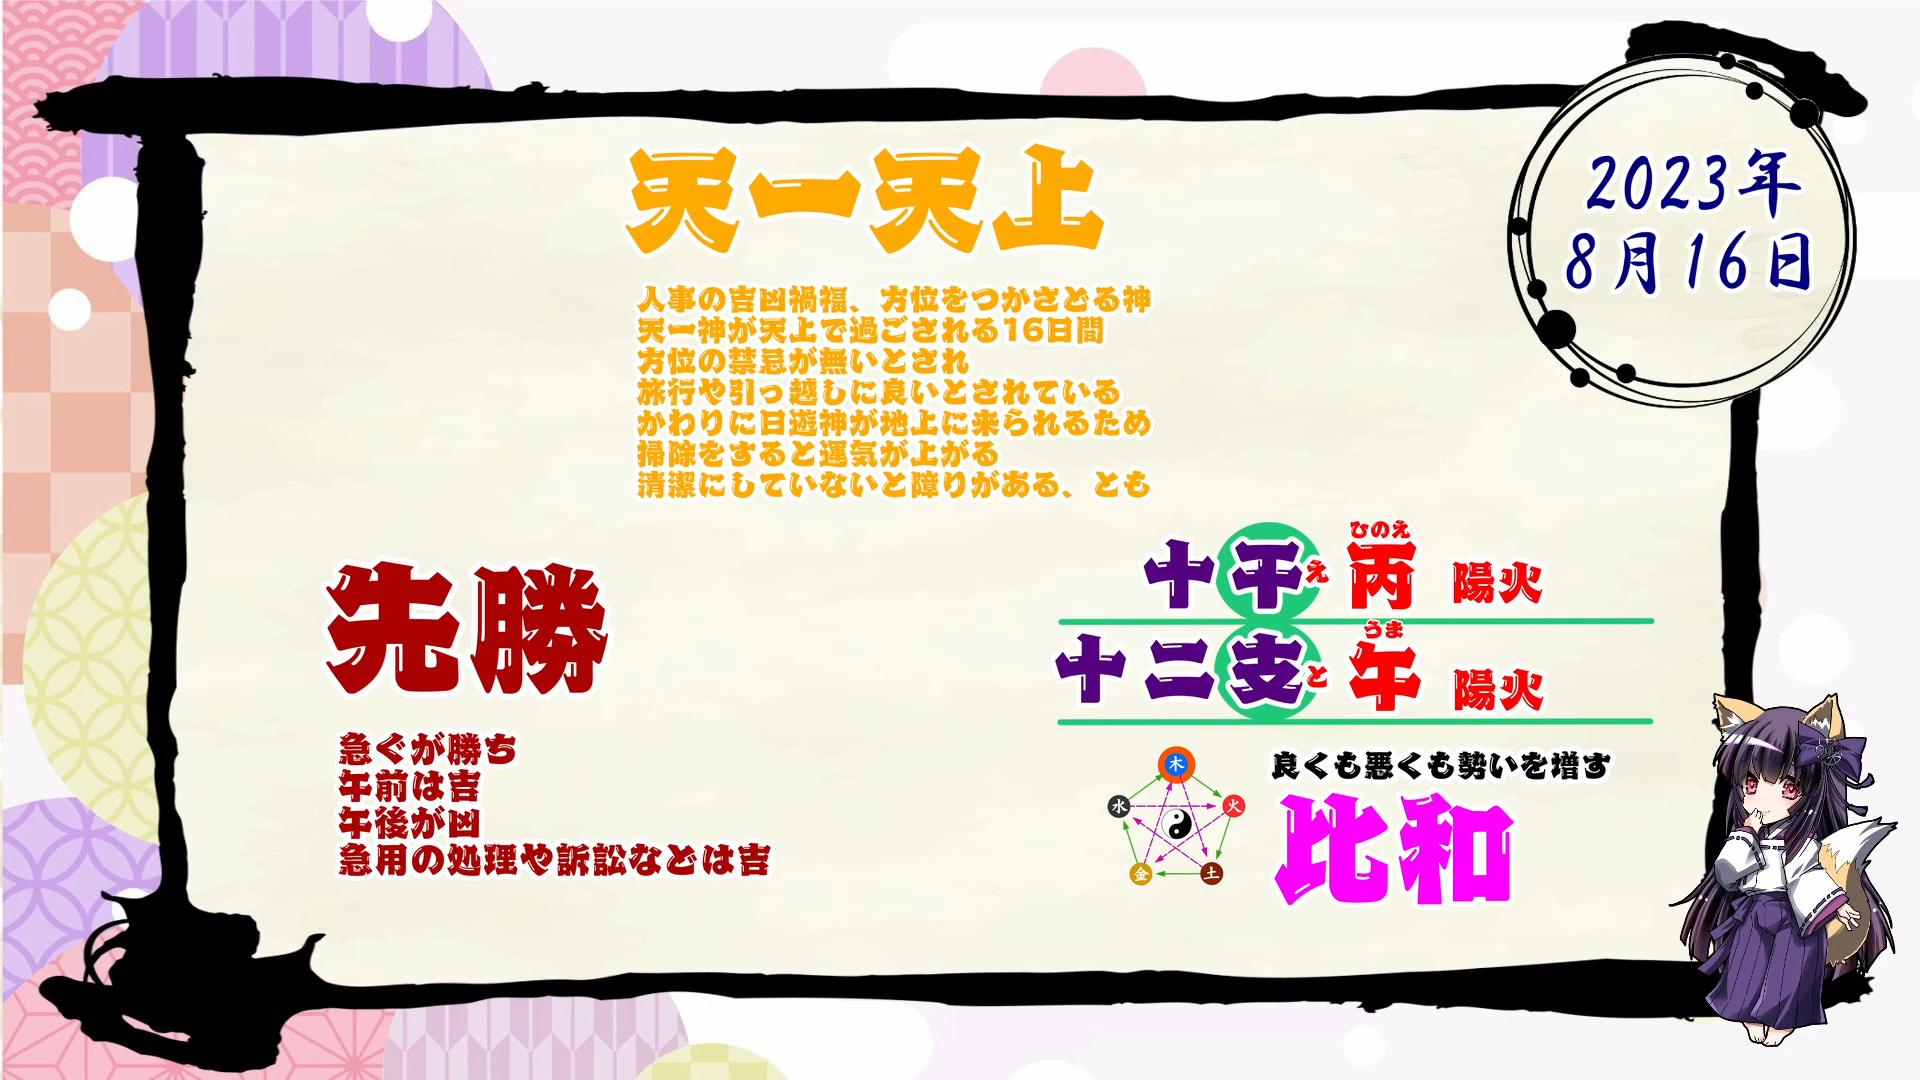 天一天上
2023年
8月16日
人事の吉凶禍福、方位をつかさどる神
天一神が天上で過ごされる16日間
方位の禁忌が無いとされ
旅行や引っ越しに良いとされている
かわりに日遊神が地上に来られるため
掃除をすると運気が上がる
清潔にしていないと障りがある、とも
先勝
急ぐが勝ち
午前は吉
午後が凶
急用の処理や訴訟などは吉
ひのえ
十干え 丙 陽火
うま
十二支と 午 陽火
良くも悪くも勢いを増す
比和
木
水
火
金
土